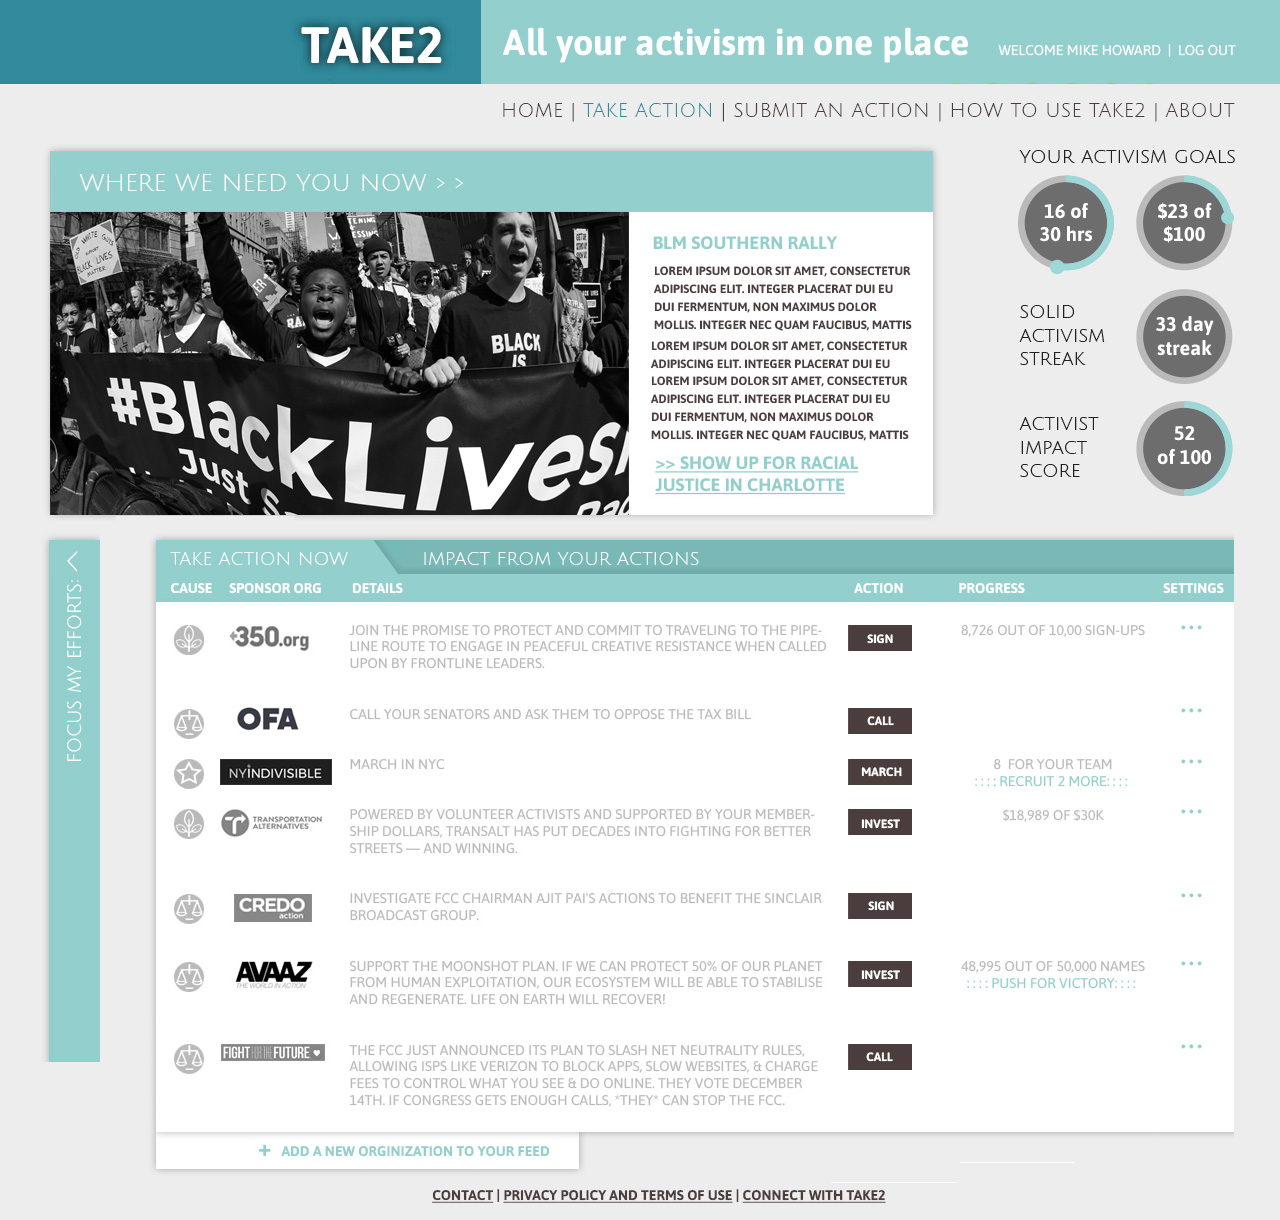 TAKE2
All your activism in one place
WELCOME MIKE HOWARD | LOG OUT
HOME | TAKE ACTION | SUBMIT AN ACTION | HOW TO USE TAKE2 | ABOUT
WHERE WE NEED YOU NOW > >
BLACK LIVES
MATTER
BLACK
IS
#BlackLives
Just S
BLM SOUTHERN RALLY
LOREM IPSUM DOLOR SIT AMET, CONSECTETUR
ADIPISCING ELIT. INTEGER PLACERAT DUI EU
DUI FERMENTUM, NON MAXIMUS DOLOR
MOLLIS. INTEGER NEC QUAM FAUCIBUS, MATTIS
LOREM IPSUM DOLOR SIT AMET, CONSECTETUR
ADIPISCING ELIT. INTEGER PLACERAT DUI EU
LOREM IPSUM DOLOR SIT AMET, CONSECTETUR
ADIPISCING ELIT. INTEGER PLACERAT DUI EU
DUI FERMENTUM, NON MAXIMUS DOLOR
MOLLIS. INTEGER NEC QUAM FAUCIBUS, MATTIS
>> SHOW UP FOR RACIAL
JUSTICE IN CHARLOTTE
YOUR ACTIVISM GOALS
16 of
30 hrs
$23 of
$100
SOLID
ACTIVISM
STREAK
33 day
streak
ACTIVIST
IMPACT
SCORE
52
of 100
FOCUS MY EFFORTS:
TAKE ACTION NOW
IMPACT FROM YOUR ACTIONS
CAUSE SPONSOR ORG DETAILS ACTION PROGRESS SETTINGS
350.org
JOIN THE PROMISE TO PROTECT AND COMMIT TO TRAVELING TO THE PIPE-
LINE ROUTE TO ENGAGE IN PEACEFUL CREATIVE RESISTANCE WHEN CALLED
UPON BY FRONTLINE LEADERS.
SIGN
8,726 OUT OF 10,00 SIGN-UPS
OFA
CALL YOUR SENATORS AND ASK THEM TO OPPOSE THE TAX BILL
CALL
NYINDIVISIBLE
MARCH IN NYC
MARCH
8 FOR YOUR TEAM
: : : : RECRUIT 2 MORE: : : :
TRANSPORTATION
ALTERNATIVES
POWERED BY VOLUNTEER ACTIVISTS AND SUPPORTED BY YOUR MEMBER-
SHIP DOLLARS, TRANSALT HAS PUT DECADES INTO FIGHTING FOR BETTER
STREETS — AND WINNING.
INVEST
$18,989 OF $30K
CREDO
action
INVESTIGATE FCC CHAIRMAN AJIT PAI'S ACTIONS TO BENEFIT THE SINCLAIR
BROADCAST GROUP.
SIGN
AVAAZ
THE WORLD IN ACTION
SUPPORT THE MOONSHOT PLAN. IF WE CAN PROTECT 50% OF OUR PLANET
FROM HUMAN EXPLOITATION, OUR ECOSYSTEM WILL BE ABLE TO STABILISE
AND REGENERATE. LIFE ON EARTH WILL RECOVER!
INVEST
48,995 OUT OF 50,000 NAMES
: : : : PUSH FOR VICTORY: : : :
FIGHT FOR THE FUTURE
THE FCC JUST ANNOUNCED ITS PLAN TO SLASH NET NEUTRALITY RULES,
ALLOWING ISPS LIKE VERIZON TO BLOCK APPS, SLOW WEBSITES, & CHARGE
FEES TO CONTROL WHAT YOU SEE & DO ONLINE. THEY VOTE DECEMBER
14TH. IF CONGRESS GETS ENOUGH CALLS, *THEY* CAN STOP THE FCC.
CALL
+ ADD A NEW ORGINIZATION TO YOUR FEED
CONTACT | PRIVACY POLICY AND TERMS OF USE | CONNECT WITH TAKE2